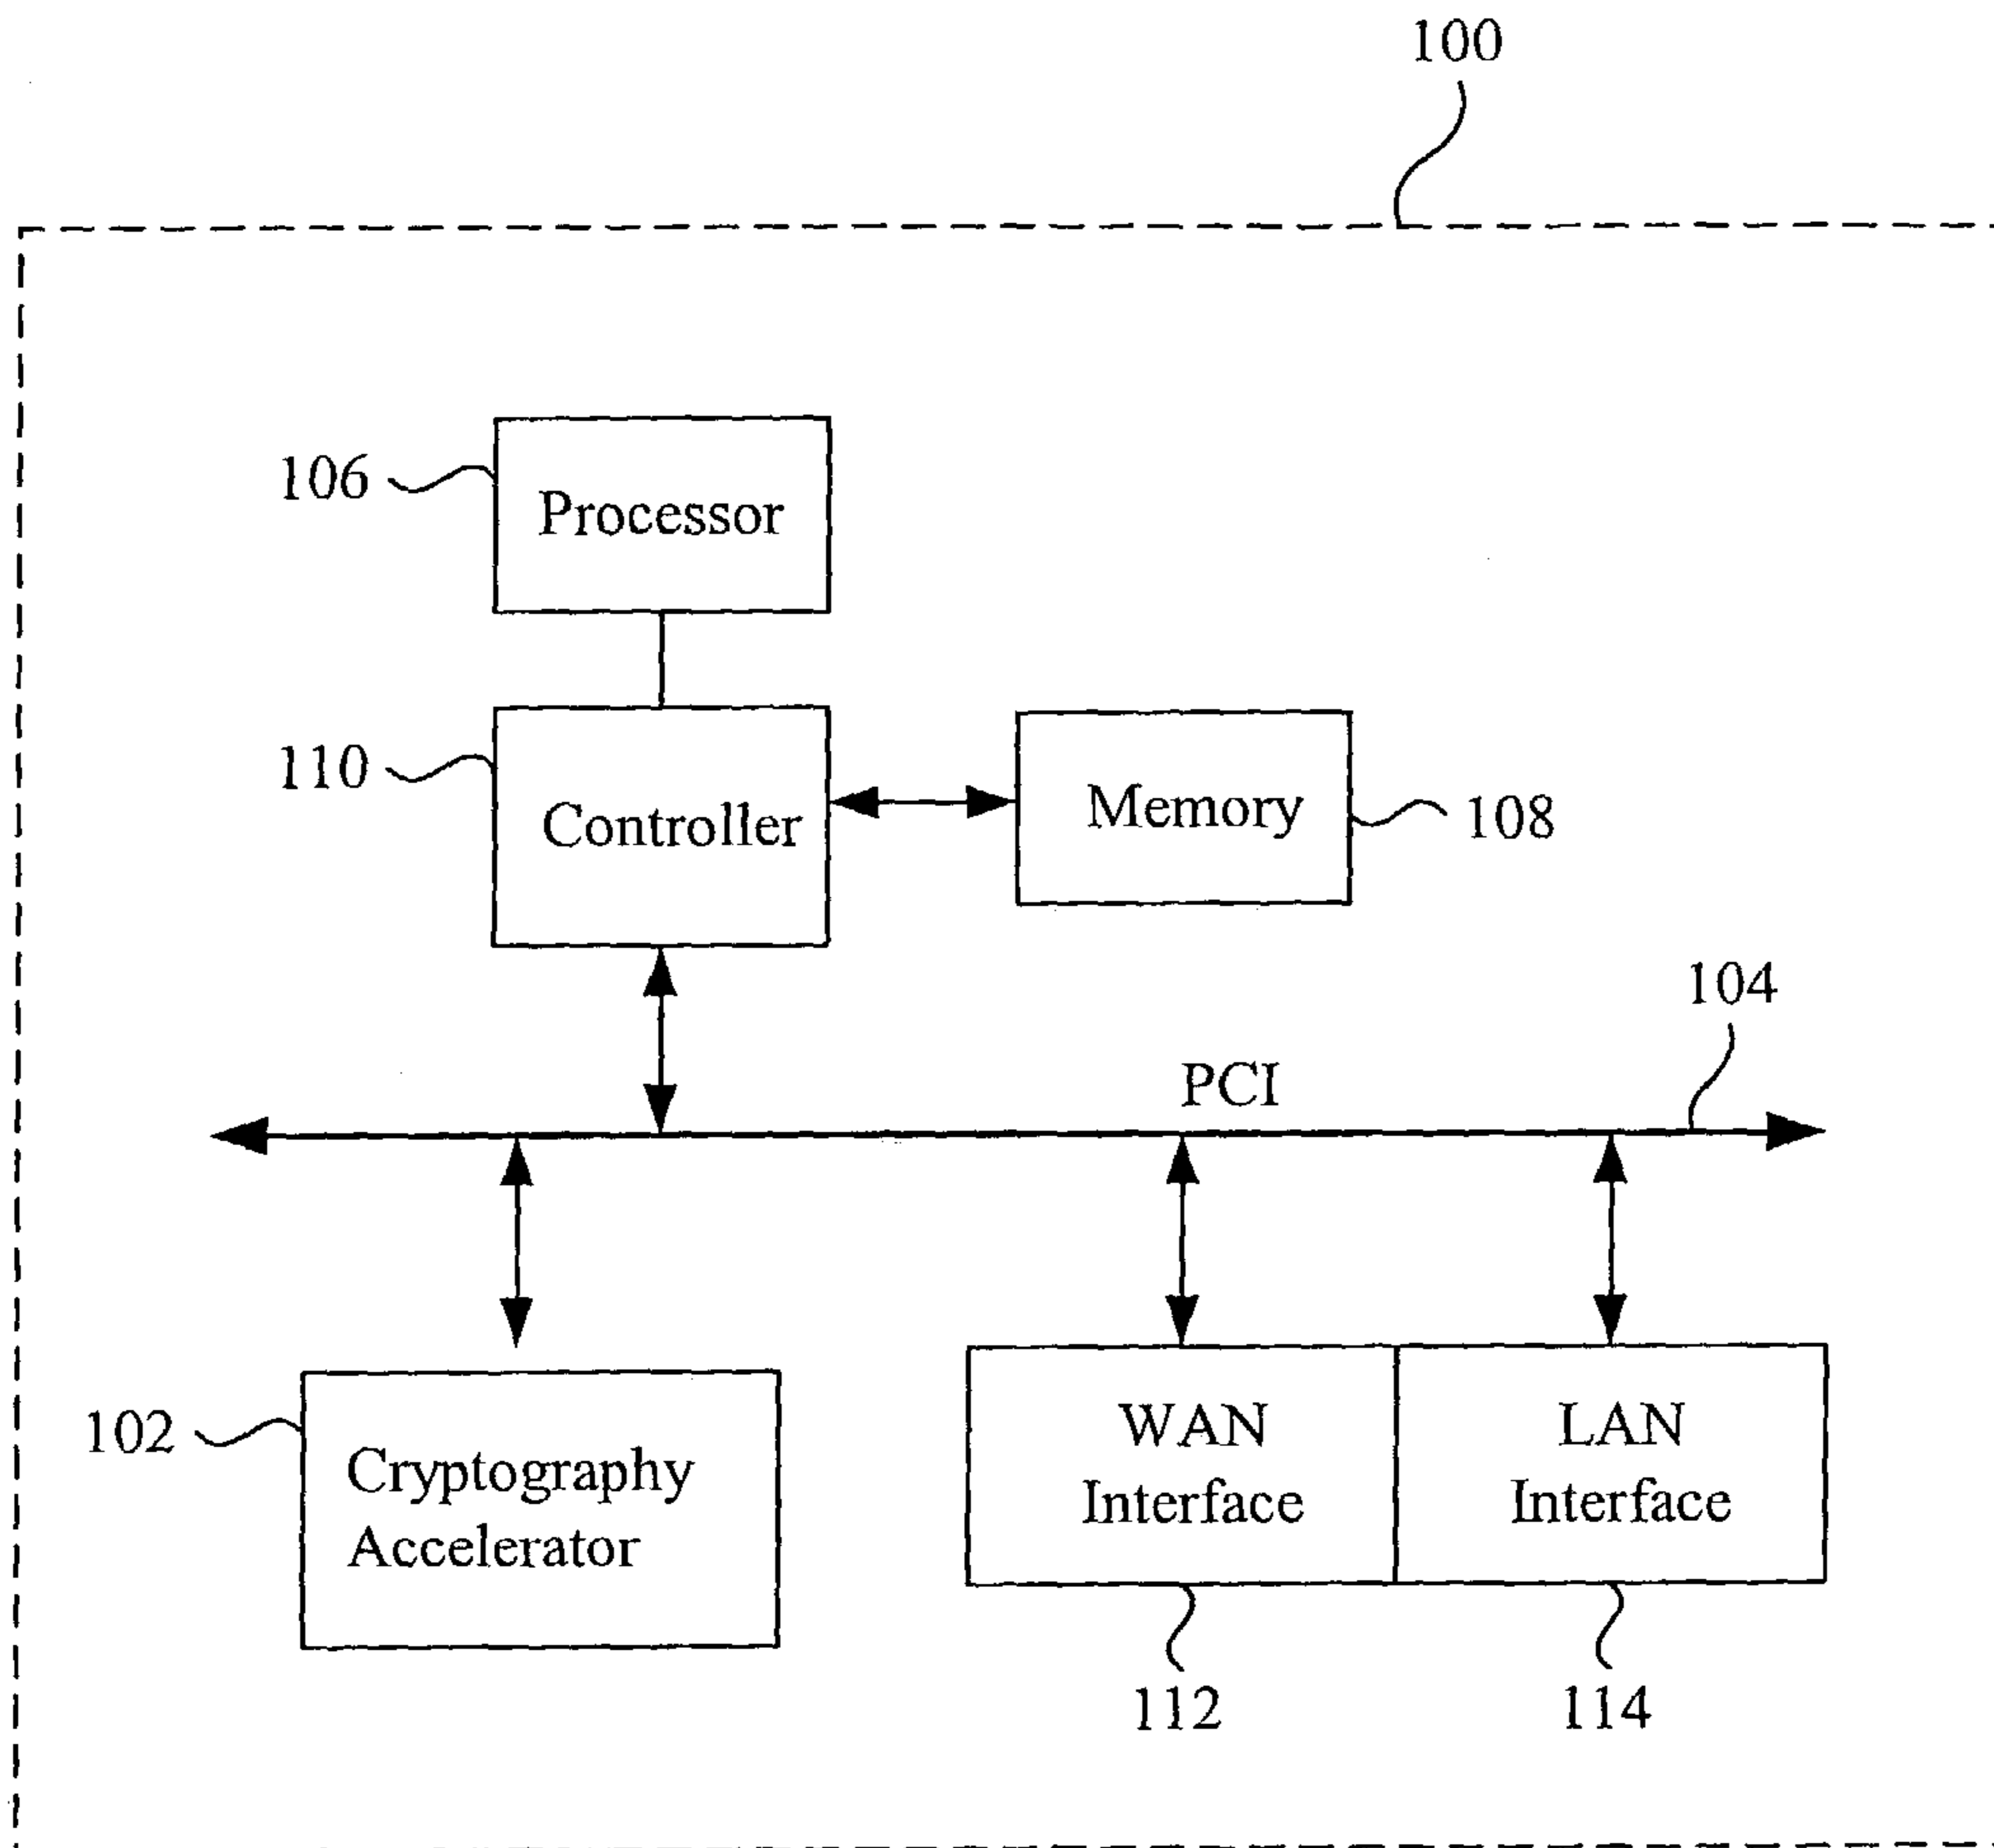 100
106
Processor
110
Controller
Memory
108
104
PCI
102
Cryptography
Accelerator
WAN
Interface
LAN
Interface
112
114